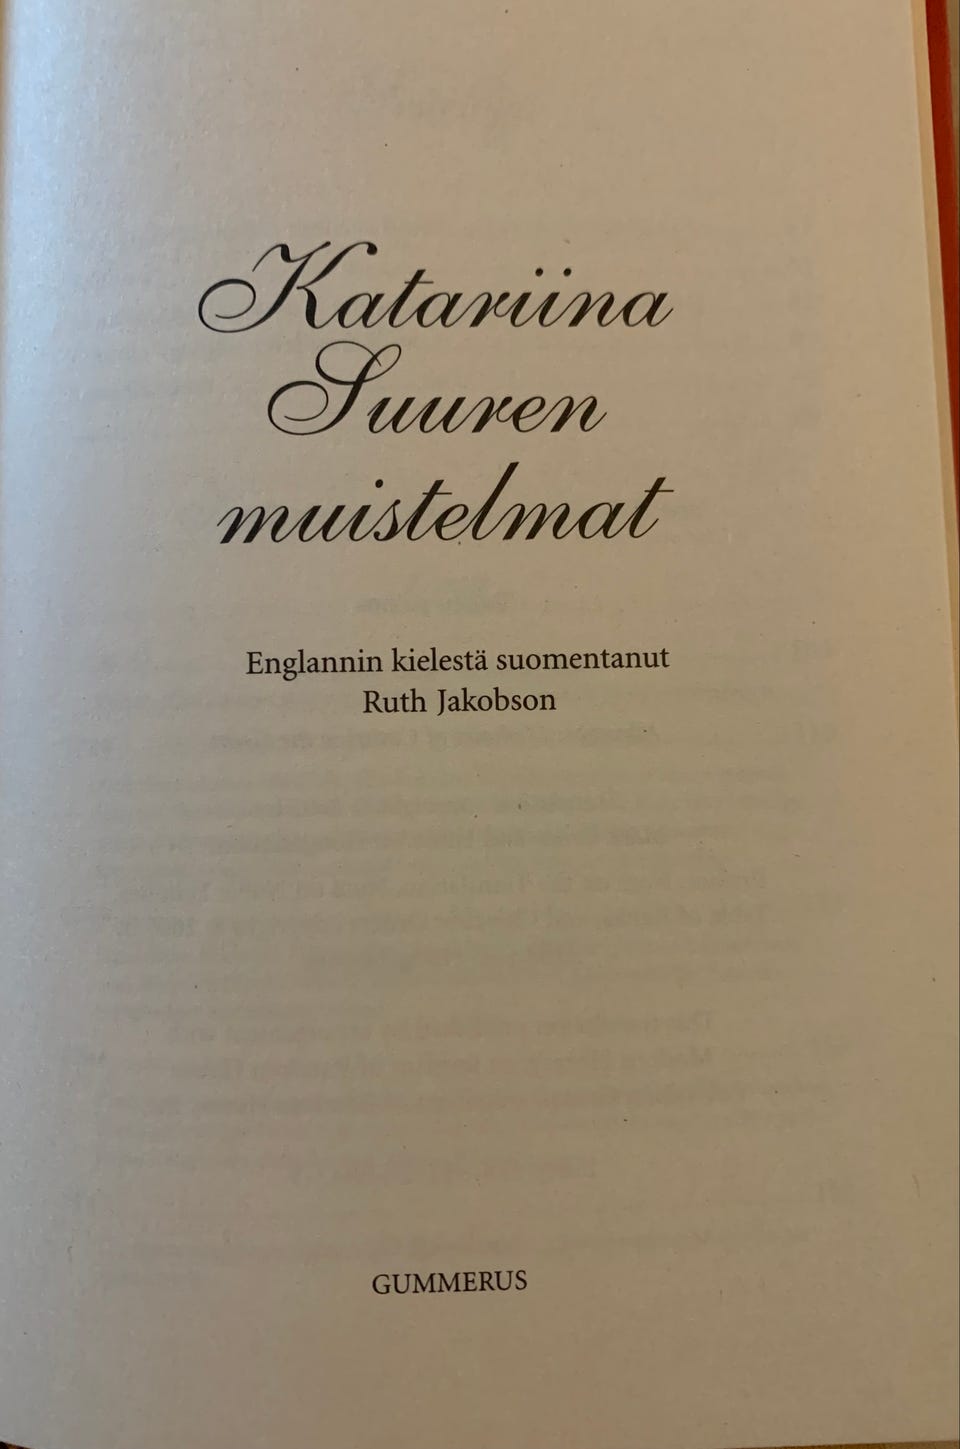 Katariina
Suuren
muistelmat
Englannin kielestä suomentanut
Ruth Jakobson
GUMMERUS